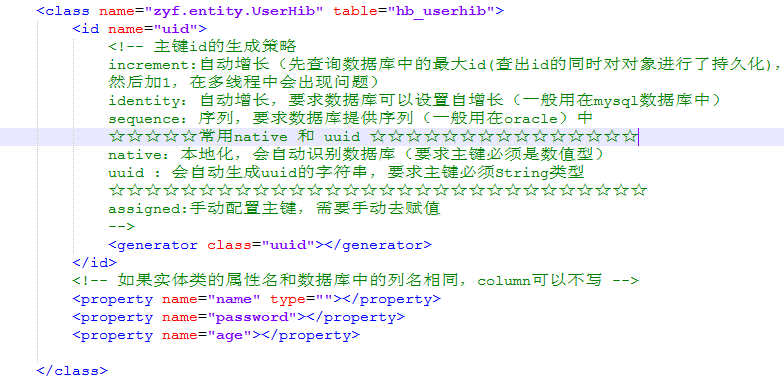 <class name="zyf.entity.UserHib" table="hb_userhib">
<id name="uid">
<!-- 主键id的生成策略
increment:自动增长（先查询数据库中的最大id(查出id的同时对对象进行了持久化)，
然后加1，在多线程中会出现问题）
identity: 自动增长，要求数据库可以设置自增长（一般用在mysql数据库中）
sequence: 序列，要求数据库提供序列（一般用在oracle）中
☆☆☆☆☆常用native 和 uuid ☆☆☆☆☆☆☆☆☆☆☆☆☆☆☆
native: 本地化，会自动识别数据库（要求主键必须是数值型）
uuid : 会自动生成uuid的字符串，要求主键必须String类型
☆☆☆☆☆☆☆☆☆☆☆☆☆☆☆☆☆☆☆☆☆☆☆☆☆☆☆☆☆☆
assigned:手动配置主键，需要手动去赋值
-->
<generator class="uuid"></generator>
</id>
<!-- 如果实体类的属性名和数据库中的列名相同，column可以不写 -->
<property name="name" type=""></property>
<property name="password"></property>
<property name="age"></property>
</class>